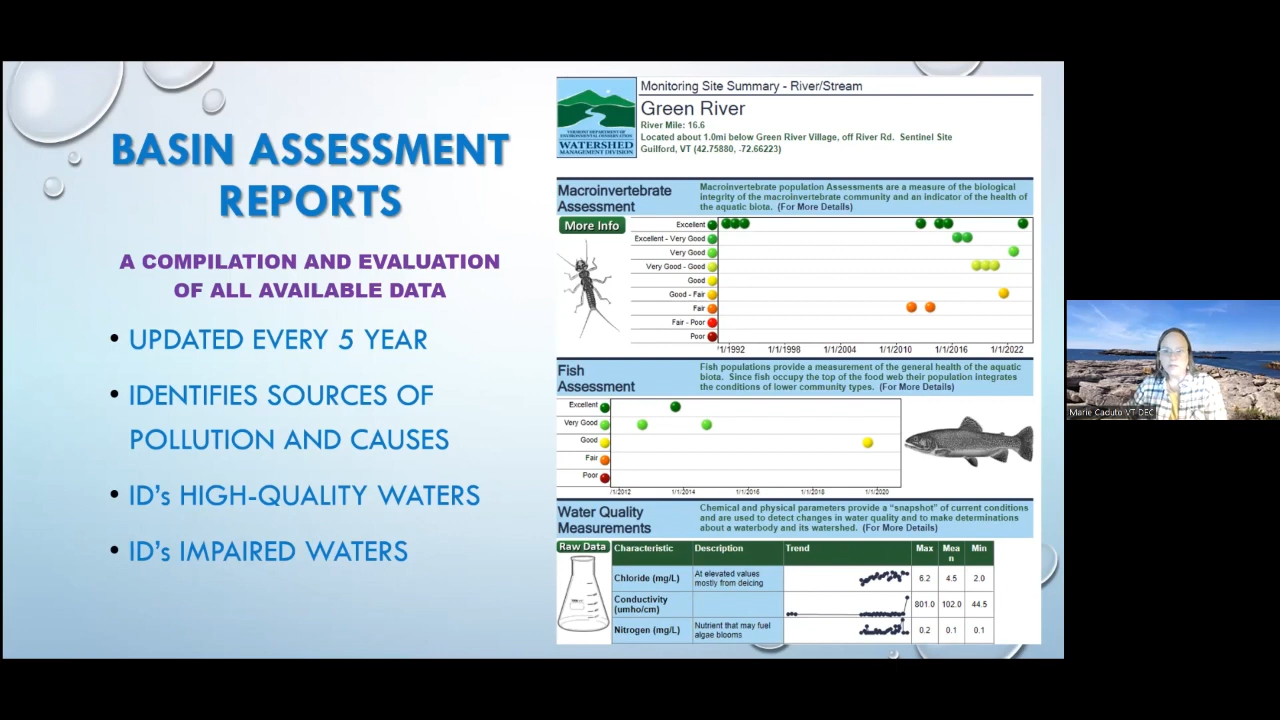 BASIN ASSESSMENT
REPORTS
A COMPILATION AND EVALUATION
OF ALL AVAILABLE DATA
• UPDATED EVERY 5 YEAR
• IDENTIFIES SOURCES OF
POLLUTION AND CAUSES
• ID's HIGH-QUALITY WATERS
• ID's IMPAIRED WATERS
VERMONT DEPARTMENT OF
ENVIRONMENTAL CONSERVATION
WATERSHED
MANAGEMENT DIVISION
Monitoring Site Summary - River/Stream
Green River
River Mile: 16.6
Located about 1.0mi below Green River Village, off River Rd. Sentinel Site
Guilford, VT (42.75880, -72.66223)
Macroinvertebrate
Assessment
Macroinvertebrate population Assessments are a measure of the biological
integrity of the macroinvertebrate community and an indicator of the health of
the aquatic biota. (For More Details)
More Info
Excellent
Excellent - Very Good
Very Good
Very Good - Good
Good
Good - Fair
Fair
Fair - Poor
Poor
1/1992 1/1/1998 1/1/2004 1/1/2010 1/1/2016 1/1/2022
Fish
Assessment
Fish populations provide a measurement of the general health of the aquatic
biota. Since fish occupy the top of the food web their population integrates
the conditions of lower community types. (For More Details)
Excellent
Very Good
Good
Fair
Poor
/1/2012 1/1/2014 1/1/2016 1/1/2018 1/1/2020
Water Quality
Measurements
Chemical and physical parameters provide a "snapshot" of current conditions
and are used to detect changes in water quality and to make determinations
about a waterbody and its watershed. (For More Details)
Raw Data
Characteristic Description Trend Max Mea
n Min
Chloride (mg/L) At elevated values
mostly from deicing 6.2 4.5 2.0
Conductivity
(umho/cm) 801.0 102.0 44.5
Nitrogen (mg/L) Nutrient that may fuel
algae blooms 0.2 0.1 0.1
Marie Caduto VT DEC